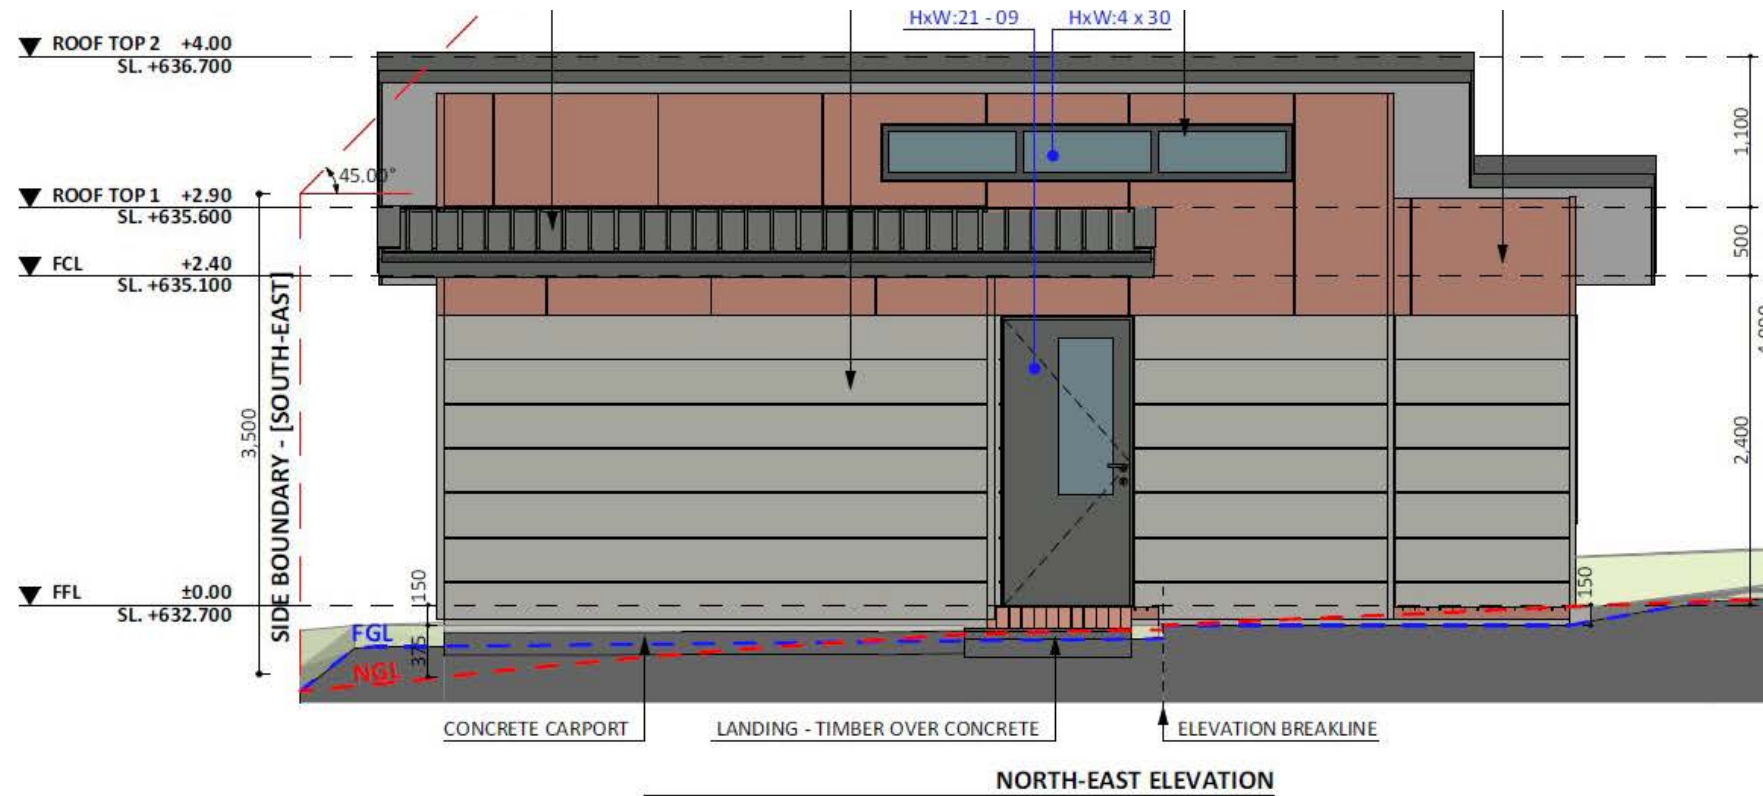 HxW:21 - 09
HxW:4 x 30
ROOF TOP 2 +4.00
SL. +636.700
1,100
45.00°
ROOF TOP 1 +2.90
SL. +635.600
500
FCL +2.40
SL. +635.100
SIDE BOUNDARY - [SOUTH-EAST]
3,500
2,400
FFL ±0.00
SL. +632.700
150
150
FGL
375
NGL
CONCRETE CARPORT
LANDING - TIMBER OVER CONCRETE
ELEVATION BREAKLINE
NORTH-EAST ELEVATION